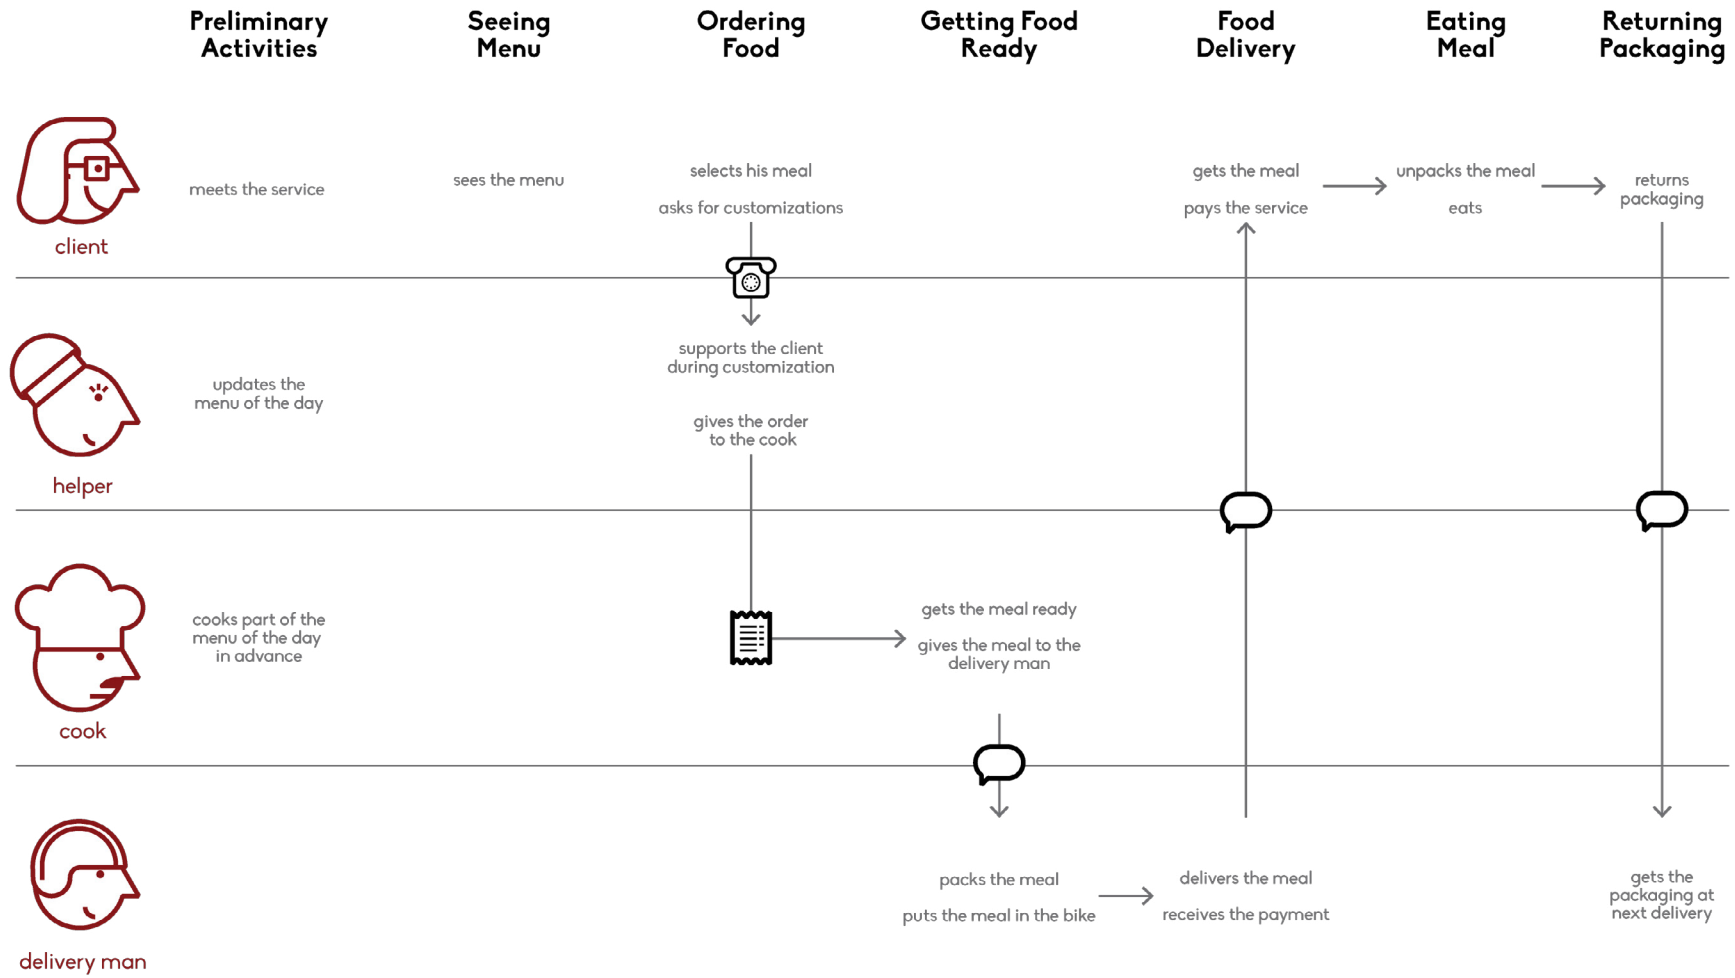 Preliminary
Activities
Seeing
Menu
Ordering
Food
Getting Food
Ready
Food
Delivery
Eating
Meal
Returning
Packaging
client
meets the service
sees the menu
selects his meal
asks for customizations
gets the meal
pays the service
unpacks the meal
eats
returns
packaging
helper
updates the
menu of the day
supports the client
during customization
gives the order
to the cook
cook
cooks part of the
menu of the day
in advance
gets the meal ready
gives the meal to the
delivery man
delivery man
packs the meal
puts the meal in the bike
delivers the meal
receives the payment
gets the
packaging at
next delivery